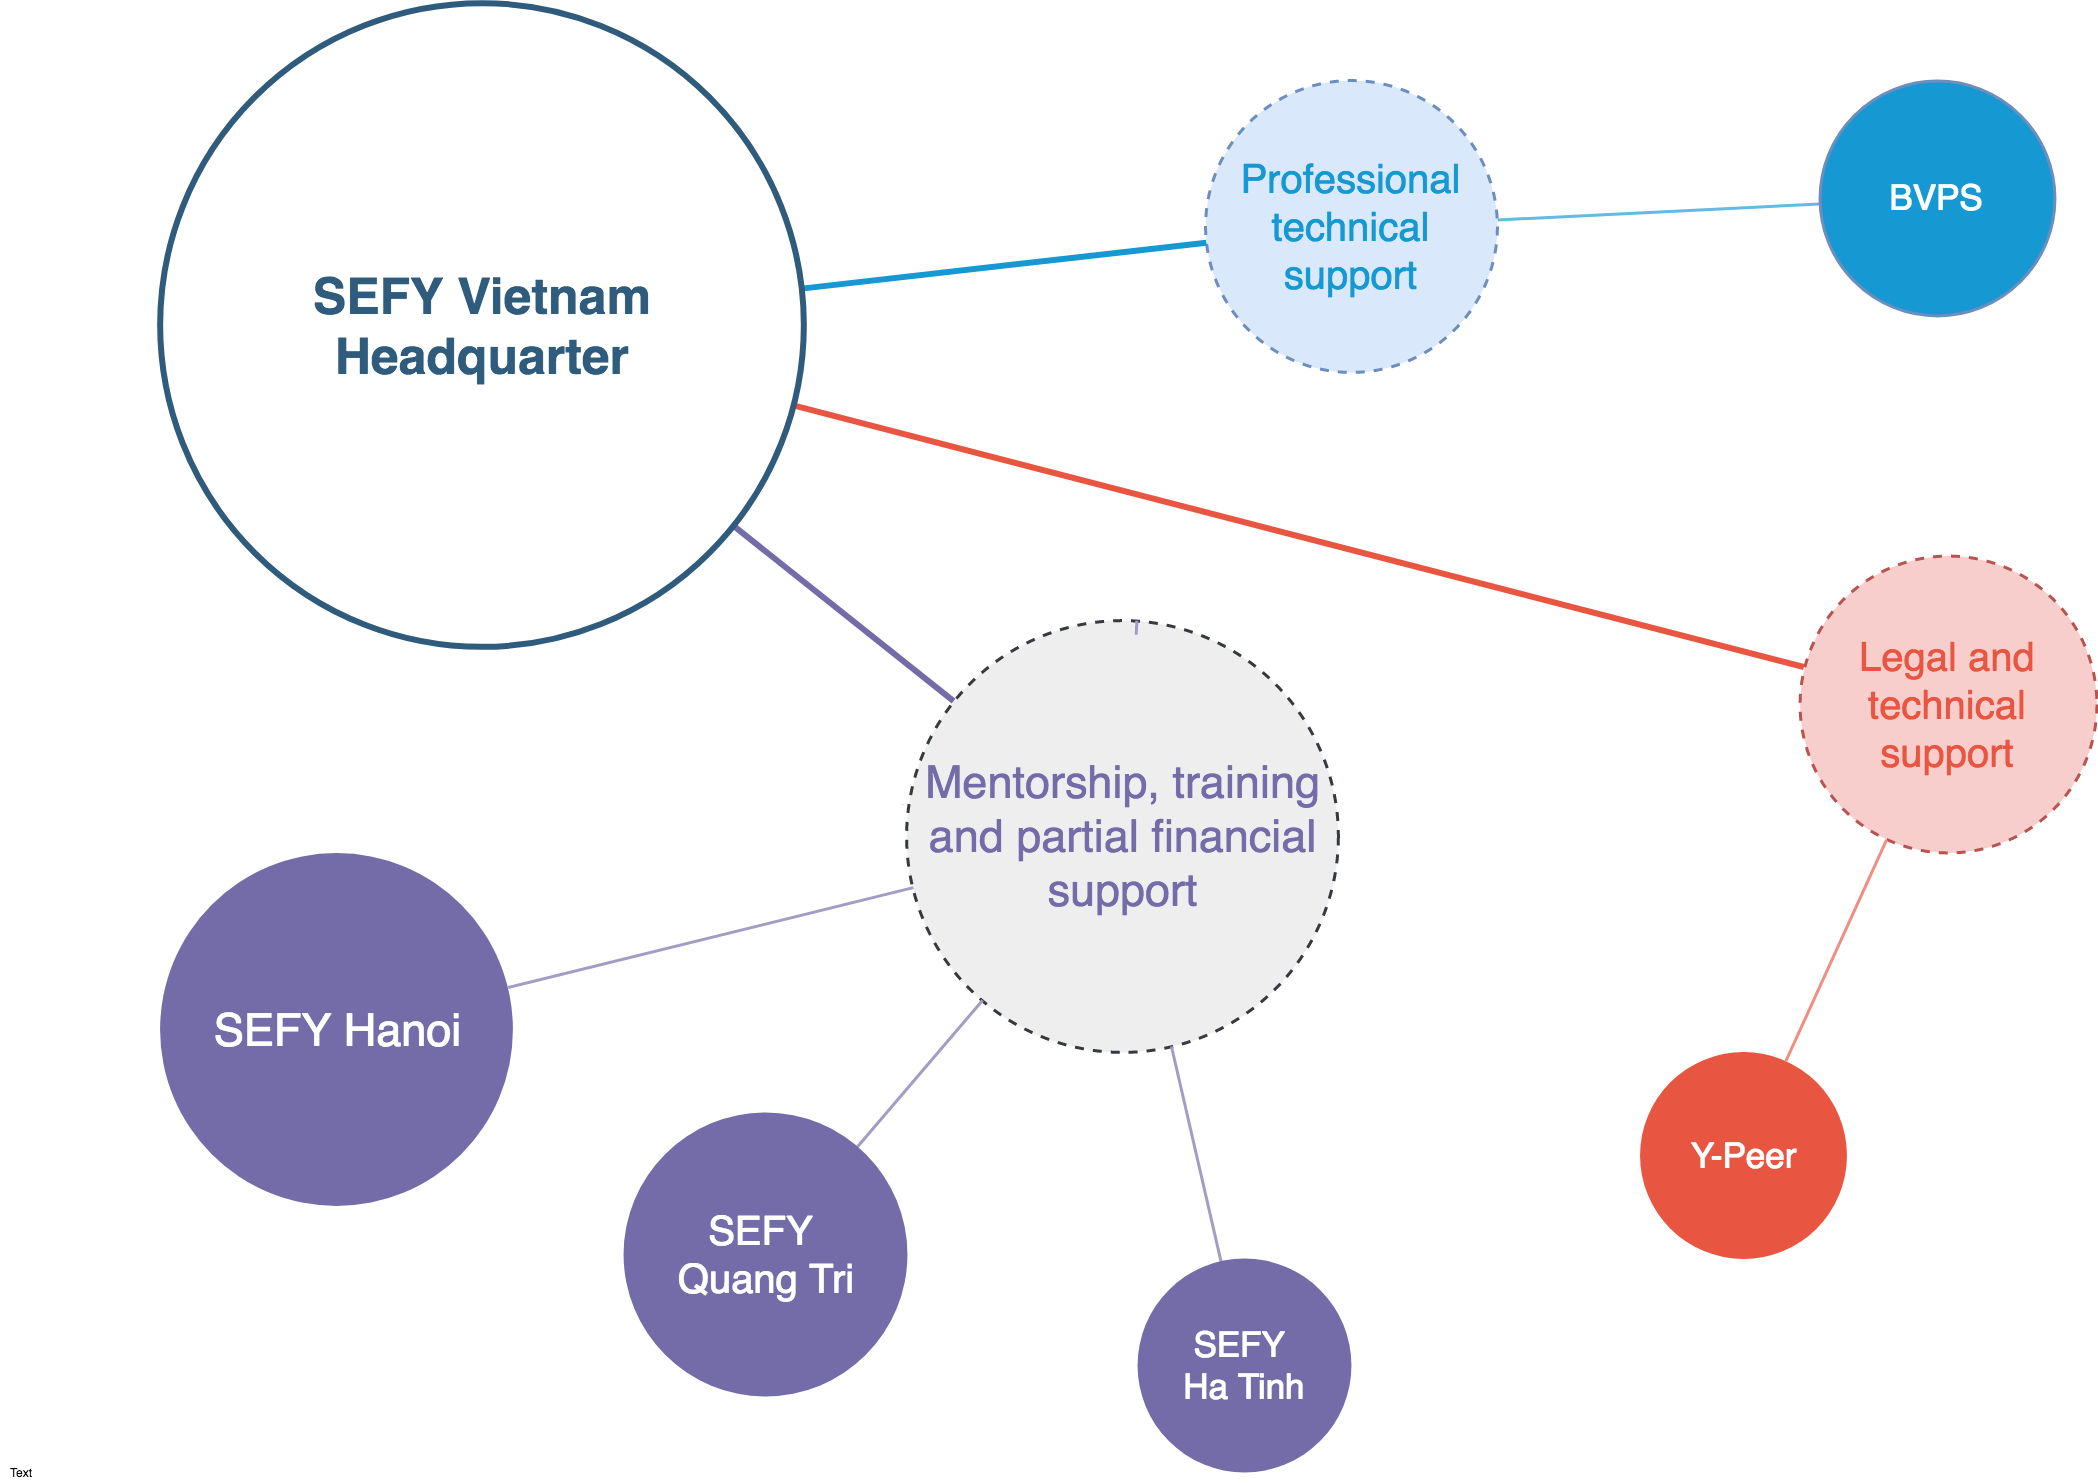 SEFY Vietnam
Headquarter
Professional
technical
support
BVPS
Legal and
technical
support
Mentorship, training
and partial financial
support
SEFY Hanoi
SEFY
Quang Tri
SEFY
Ha Tinh
Y-Peer
Text